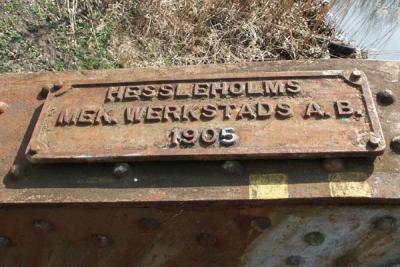 HESSLEHOLMS
MEK. WERKSTADS A. B.
1905